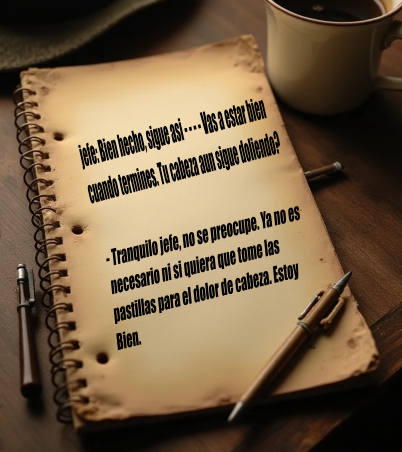 jefe. Bien hecho, sigue asi - - - - Vas a estar bien
cuando termines. Tu cabeza aun sigue doliendo?
- Tranquilo jefe, no se preocupe. Ya no es
necesario ni si quiera que tome las
pastillas para el dolor de cabeza. Estoy
Bien.